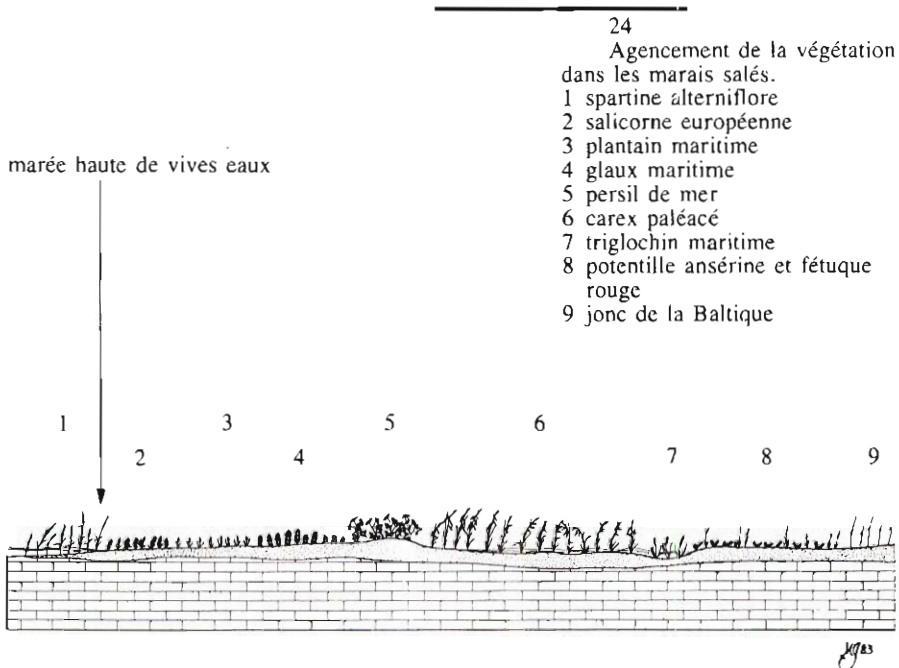 24
Agencement de la végétation
dans les marais salés.
1 spartine alterniflore
2 salicorne européenne
3 plantain maritime
4 glaux maritime
5 persil de mer
6 carex paléacé
7 triglochin maritime
8 potentille ansérine et fétuque
rouge
9 jonc de la Baltique
marée haute de vives eaux
1 3 5 6
2 4 7 8 9
83